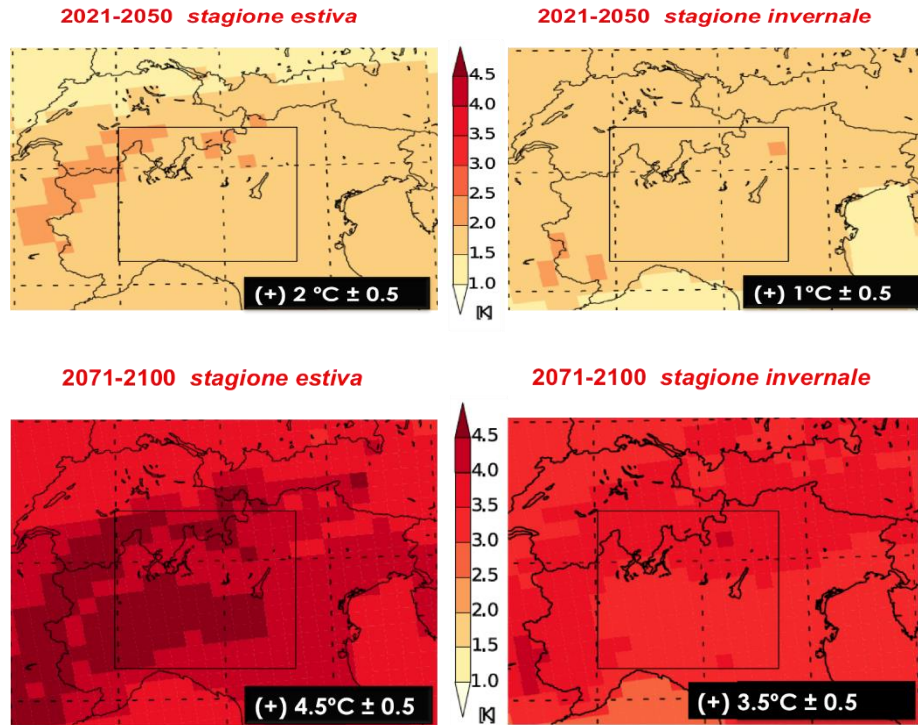 2021-2050 stagione estiva
2021-2050 stagione invernale
4.5
4.0
3.5
3.0
2.5
2.0
1.5
1.0
[K]
(+) 2 °C ± 0.5
(+) 1°C ± 0.5
2071-2100 stagione estiva
2071-2100 stagione invernale
4.5
4.0
3.5
3.0
2.5
2.0
1.5
1.0
[K]
(+) 4.5°C ± 0.5
(+) 3.5°C ± 0.5